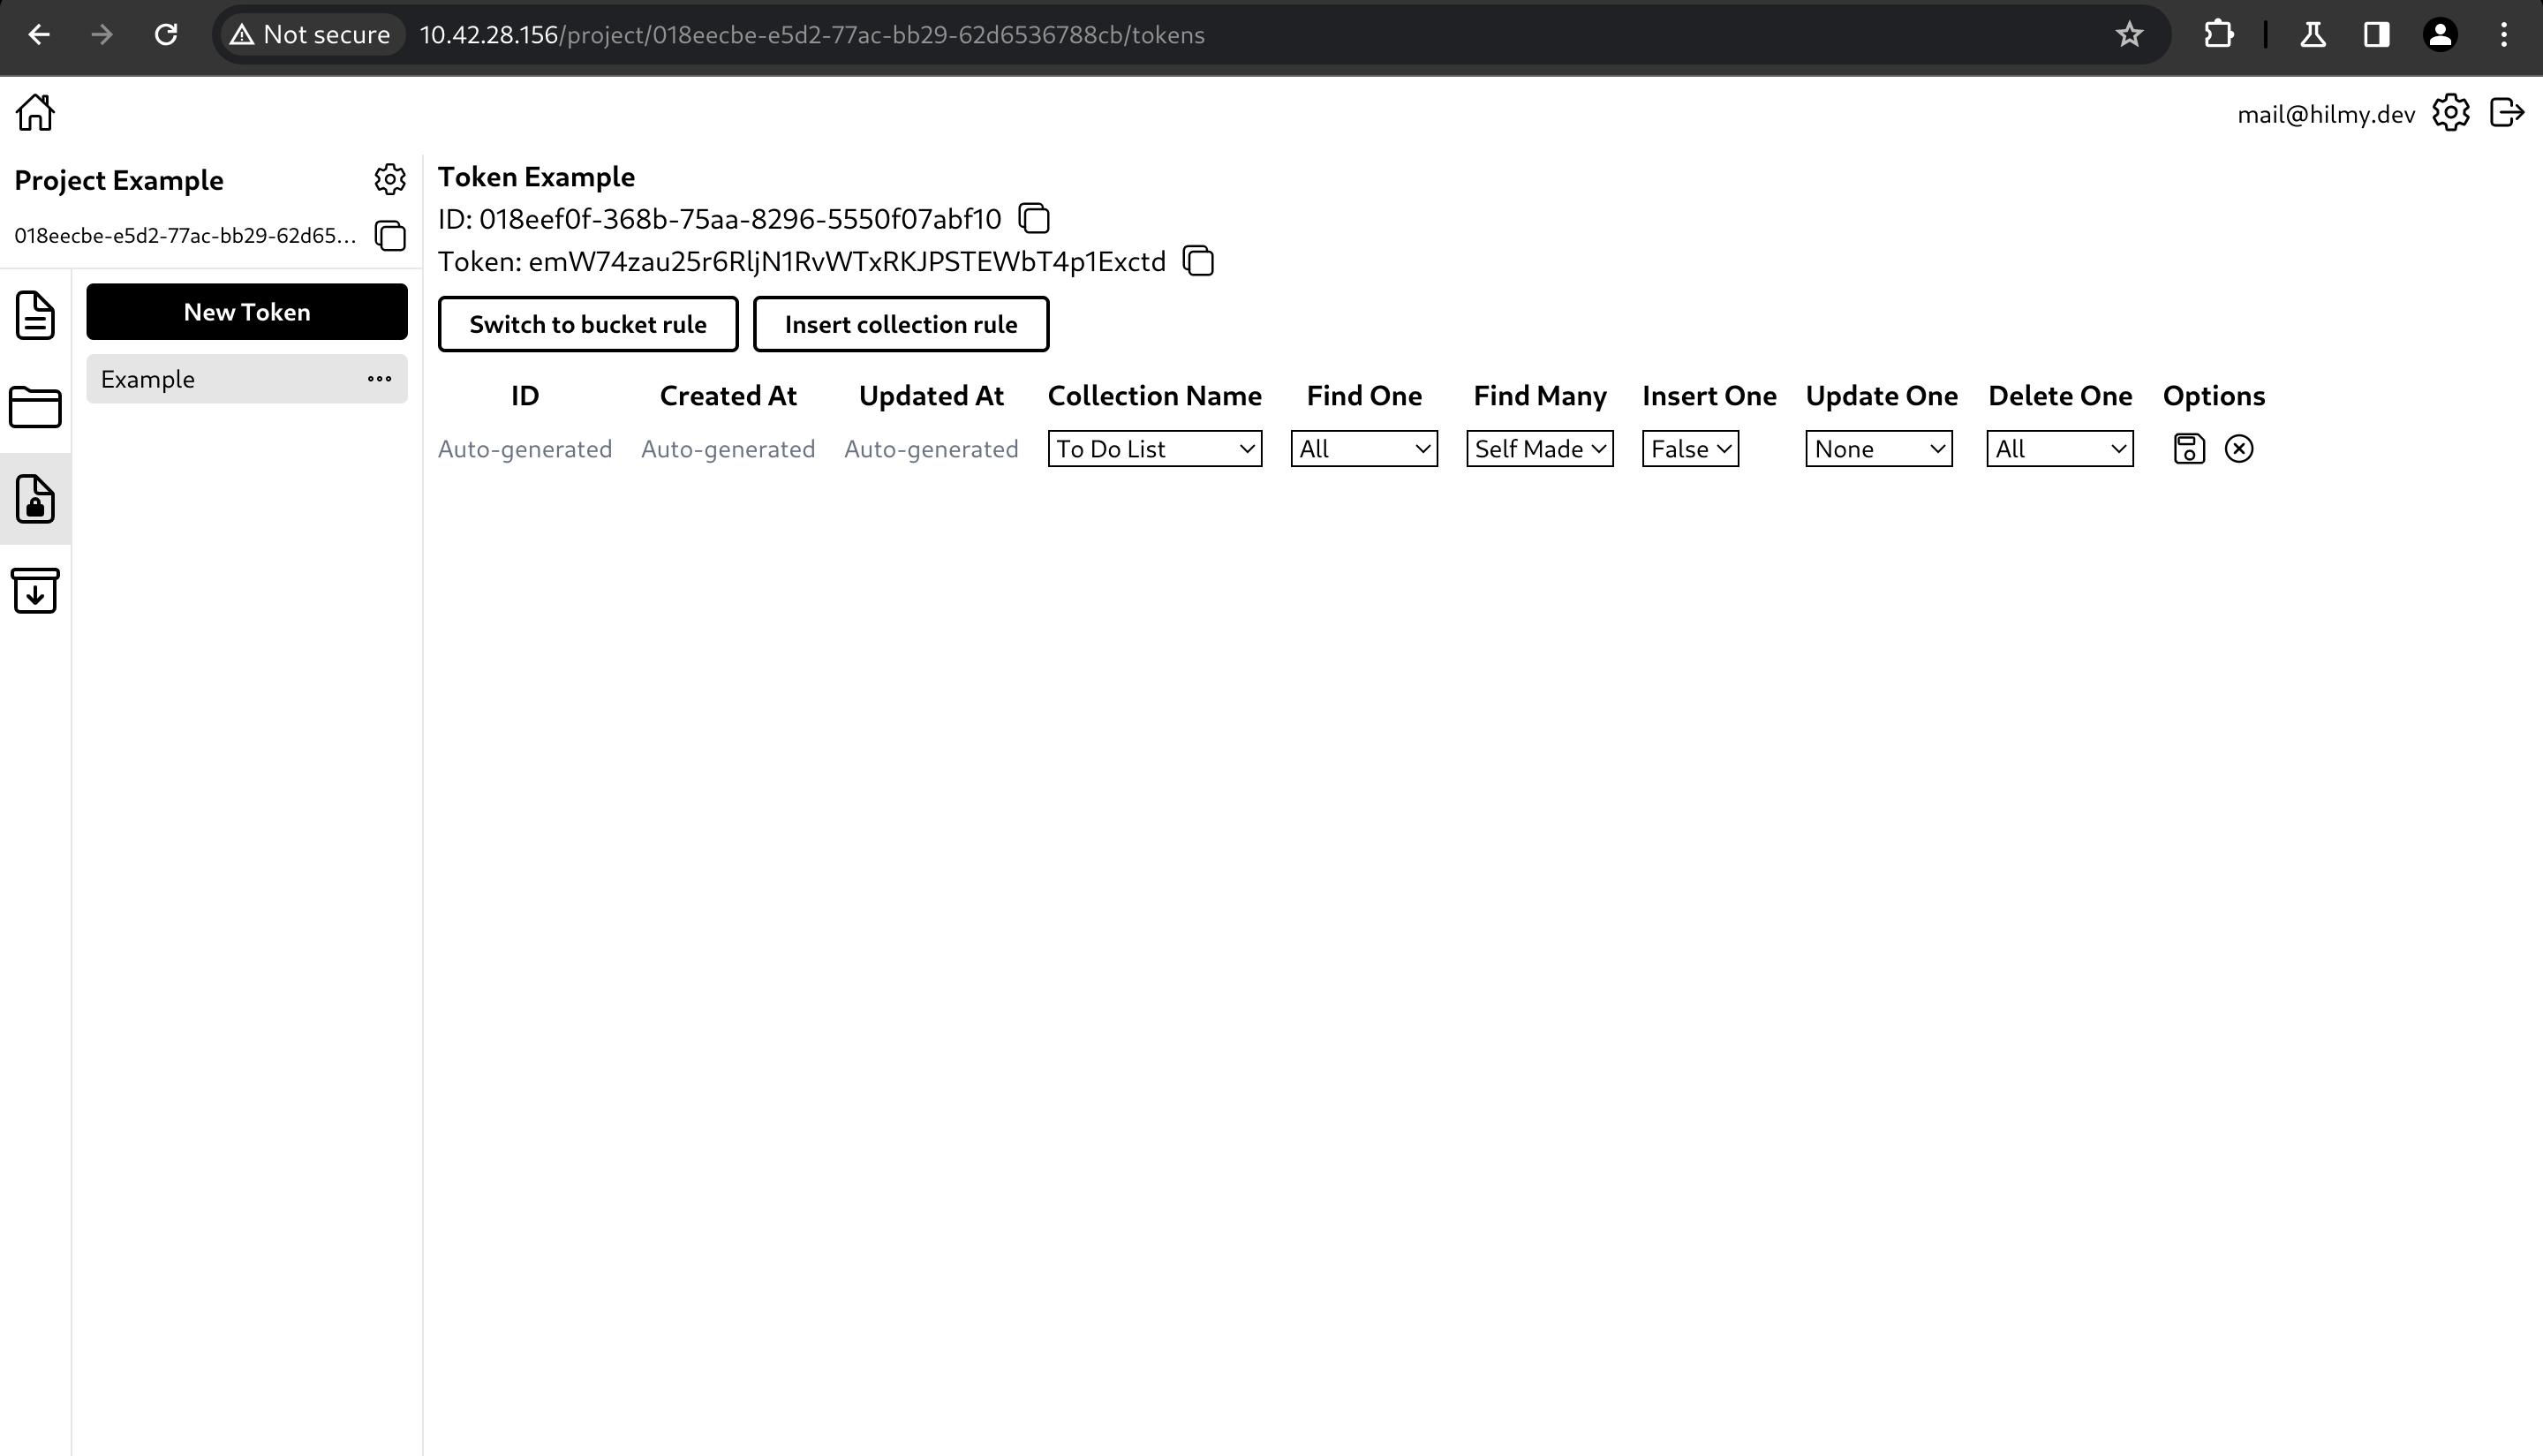 Not secure 10.42.28.156/project/018eecbe-e5d2-77ac-bb29-62d6536788cb/tokens
mail@hilmy.dev
Project Example
018eecbe-e5d2-77ac-bb29-62d65...
New Token
Example
Token Example
ID: 018eef0f-368b-75aa-8296-5550f07abf10
Token: emW74zau25r6RljN1RvWTxRKJPSTEWbT4p1Exctd
Switch to bucket rule Insert collection rule
ID Created At Updated At Collection Name Find One Find Many Insert One Update One Delete One Options
Auto-generated Auto-generated Auto-generated To Do List All Self Made False None All